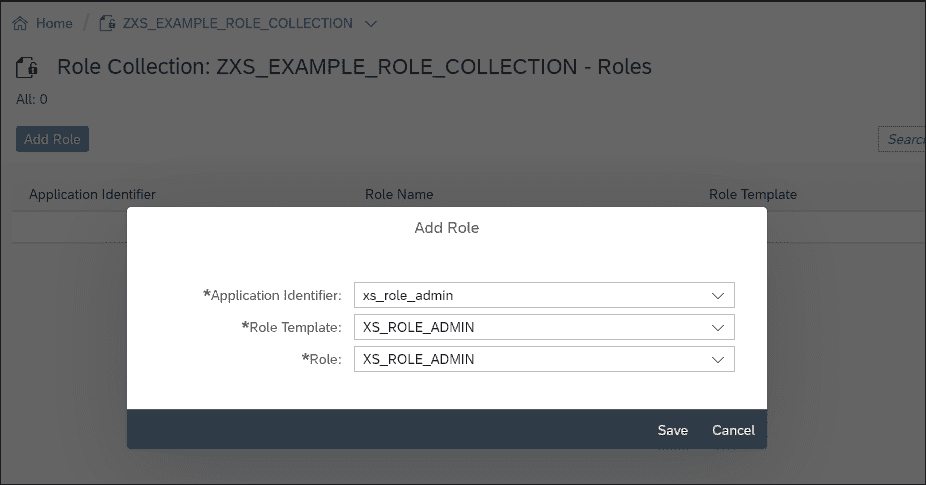 Home / ZXS_EXAMPLE_ROLE_COLLECTION
Role Collection: ZXS_EXAMPLE_ROLE_COLLECTION - Roles
All: 0
Add Role
Searc
Application Identifier Role Name Role Template
Add Role
*Application Identifier: xs_role_admin
*Role Template: XS_ROLE_ADMIN
*Role: XS_ROLE_ADMIN
Save Cancel